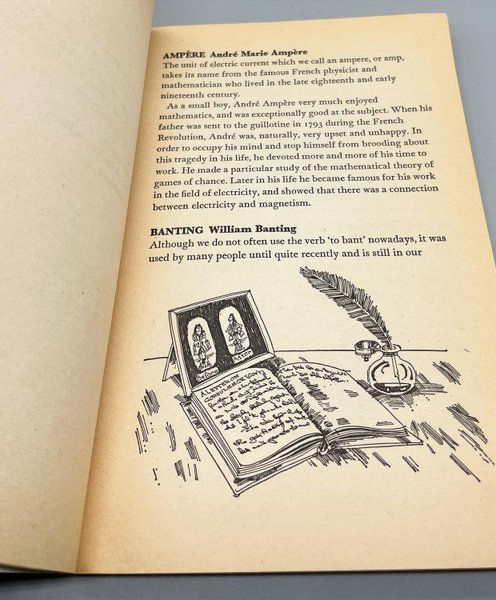 AMPÈRE André Marie Ampère
The unit of electric current which we call an ampere, or amp,
takes its name from the famous French physicist and
mathematician who lived in the late eighteenth and early
nineteenth century.
As a small boy, André Ampère very much enjoyed
mathematics, and was exceptionally good at the subject. When his
father was sent to the guillotine in 1793 during the French
Revolution, André was, naturally, very upset and unhappy. In
order to occupy his mind and stop himself from brooding about
this tragedy in his life, he devoted more and more of his time to
work. He made a particular study of the mathematical theory of
games of chance. Later in his life he became famous for his work
in the field of electricity, and showed that there was a connection
between electricity and magnetism.
BANTING William Banting
Although we do not often use the verb ‘to bant’ nowadays, it was
used by many people until quite recently and is still in our
A LETTER ON